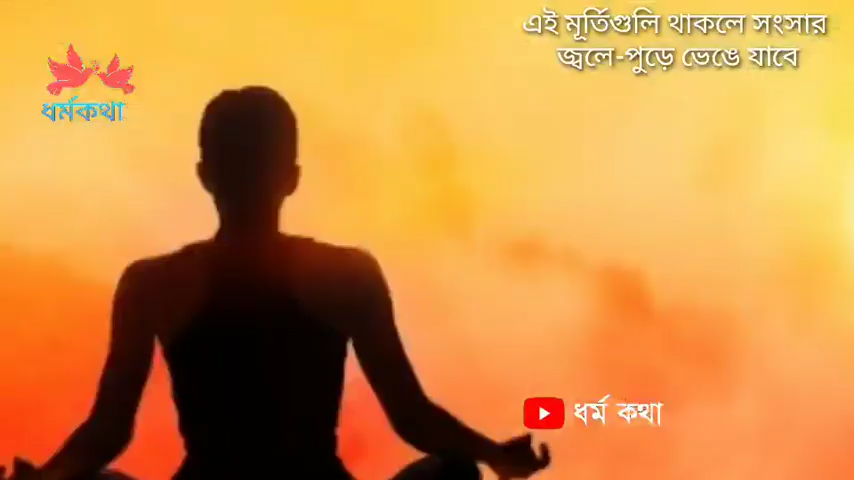 এই মূর্তিগুলি থাকলে সংসার
জ্বলে-পুড়ে ভেঙে যাবে
ধর্মকথা
ধর্ম কথা